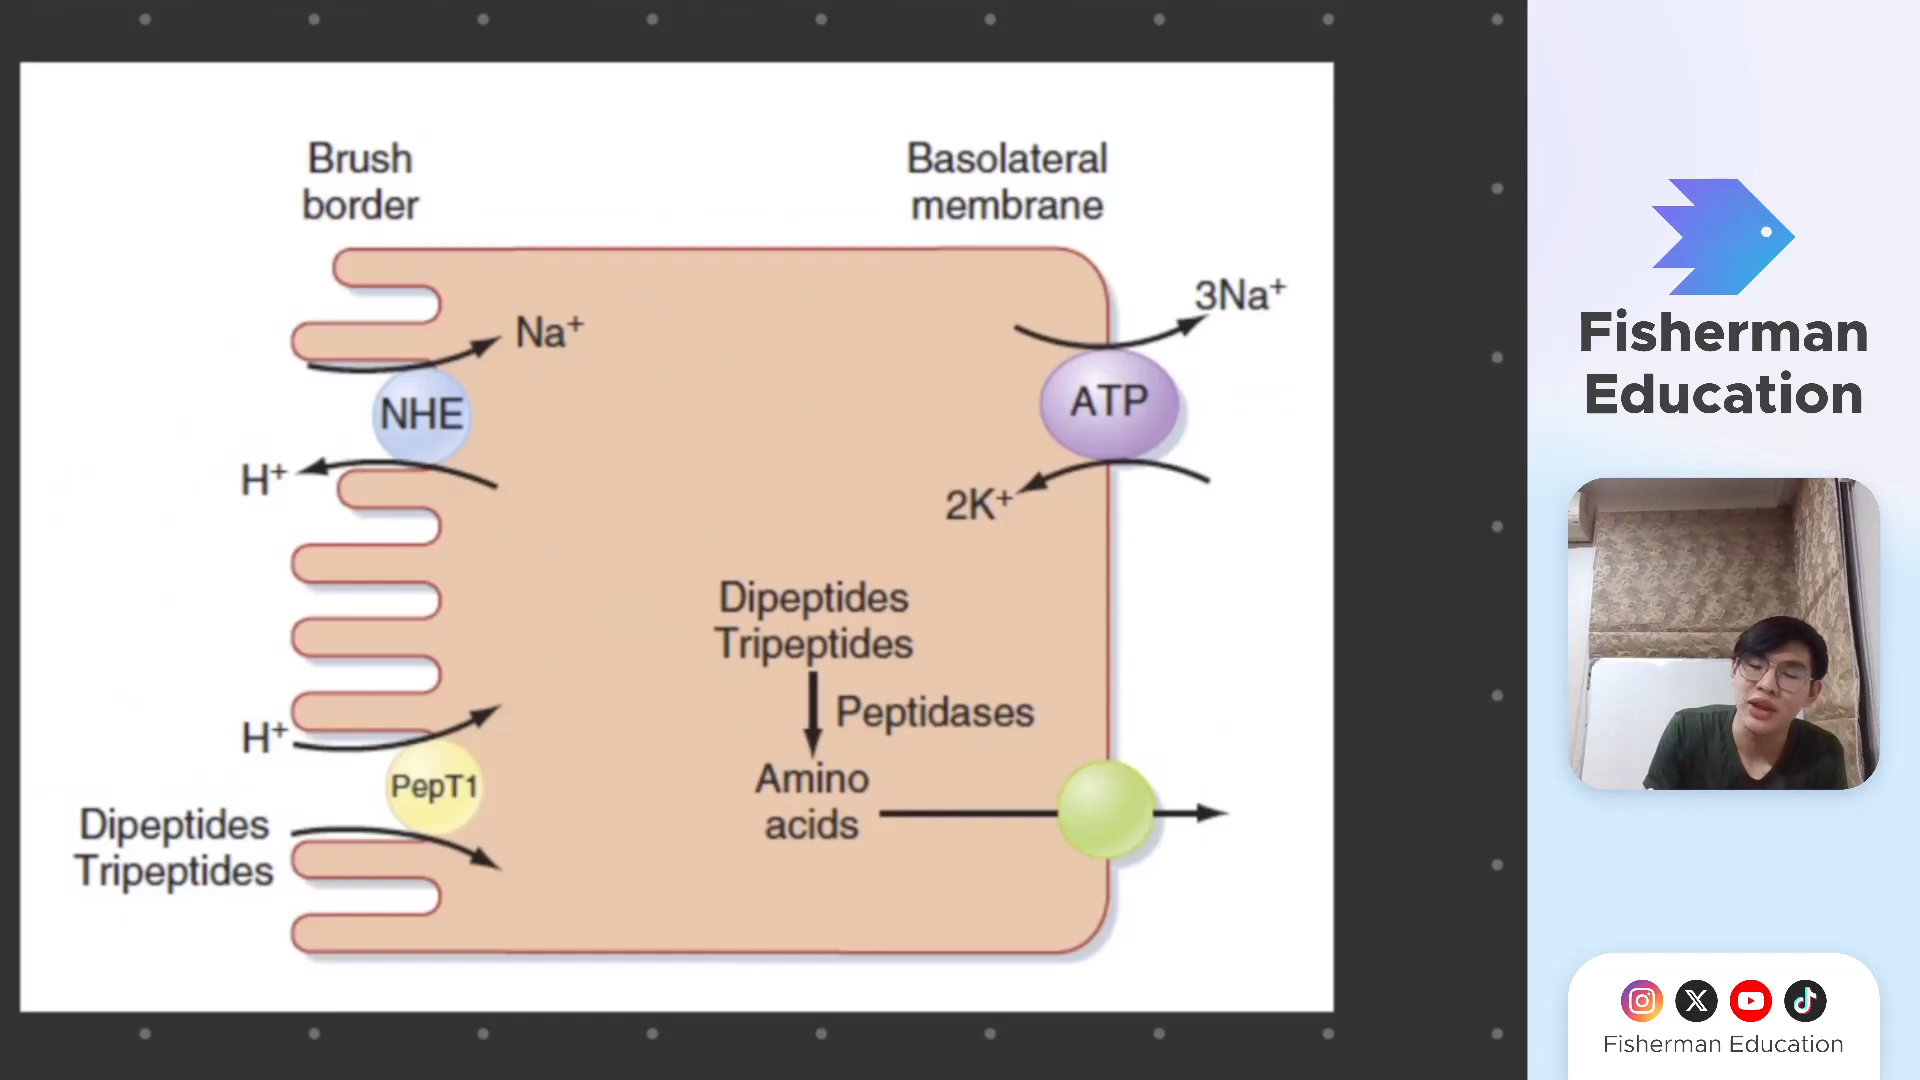 Brush
border
Basolateral
membrane
Na⁺
3Na⁺
NHE
ATP
H⁺
2K⁺
Dipeptides
Tripeptides
Peptidases
H⁺
PepT1
Amino
acids
Dipeptides
Tripeptides
Fisherman
Education
Fisherman Education